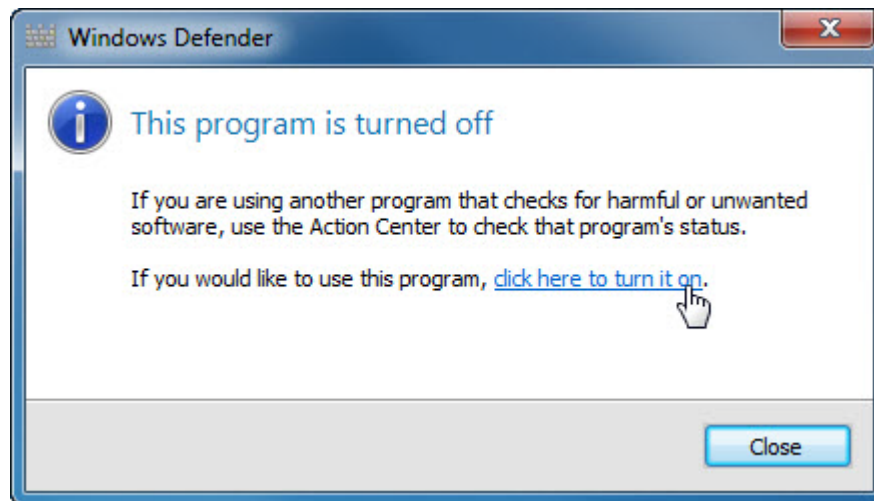 Windows Defender
This program is turned off
If you are using another program that checks for harmful or unwanted
software, use the Action Center to check that program's status.
If you would like to use this program, click here to turn it on.
Close